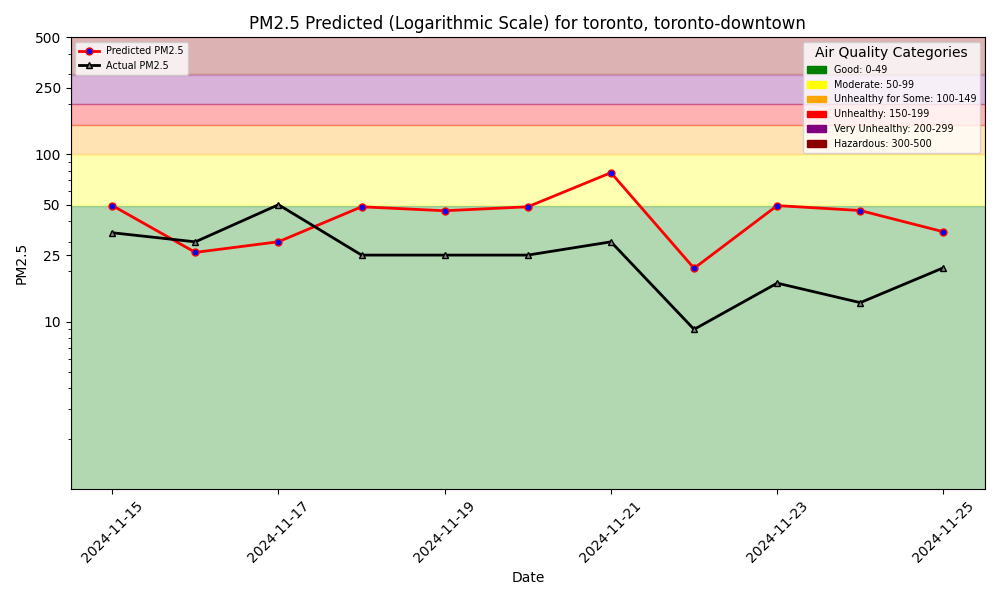 PM2.5 Predicted (Logarithmic Scale) for toronto, toronto-downtown
500
250
100
50
25
10
PM2.5
Predicted PM2.5
Actual PM2.5
Air Quality Categories
Good: 0-49
Moderate: 50-99
Unhealthy for Some: 100-149
Unhealthy: 150-199
Very Unhealthy: 200-299
Hazardous: 300-500
2024-11-15
2024-11-17
2024-11-19
2024-11-21
2024-11-23
2024-11-25
Date